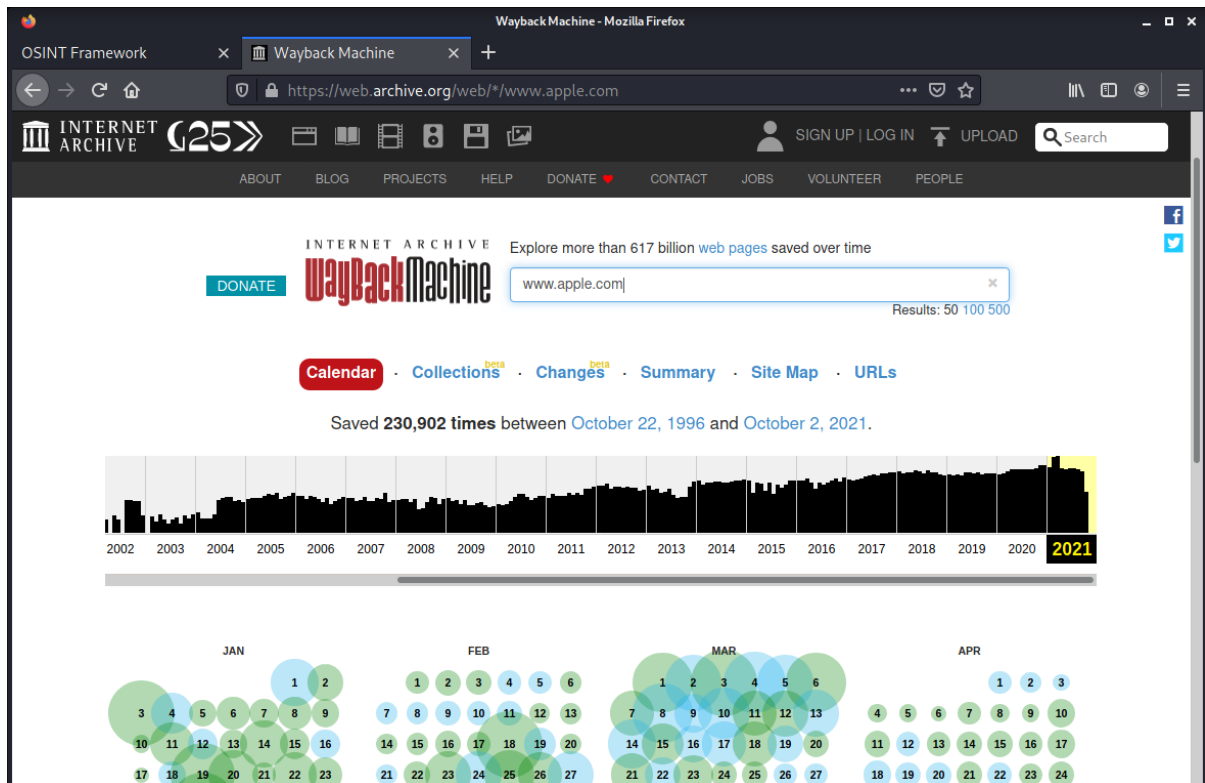 Wayback Machine - Mozilla Firefox
OSINT Framework
Wayback Machine
https://web.archive.org/web/*/www.apple.com
INTERNET ARCHIVE 25
SIGN UP | LOG IN UPLOAD Search
ABOUT BLOG PROJECTS HELP DONATE CONTACT JOBS VOLUNTEER PEOPLE
DONATE
INTERNET ARCHIVE
WayBackMachine
Explore more than 617 billion web pages saved over time
www.apple.com
Results: 50 100 500
Calendar · Collections beta · Changes beta · Summary · Site Map · URLs
Saved 230,902 times between October 22, 1996 and October 2, 2021.
2002 2003 2004 2005 2006 2007 2008 2009 2010 2011 2012 2013 2014 2015 2016 2017 2018 2019 2020 2021
JAN FEB MAR APR
1 2 1 2 3 4 5 6 1 2 3 4 5 6 1 2 3
3 4 5 6 7 8 9 7 8 9 10 11 12 13 7 8 9 10 11 12 13 4 5 6 7 8 9 10
10 11 12 13 14 15 16 14 15 16 17 18 19 20 14 15 16 17 18 19 20 11 12 13 14 15 16 17
17 18 19 20 21 22 23 21 22 23 24 25 26 27 21 22 23 24 25 26 27 18 19 20 21 22 23 24